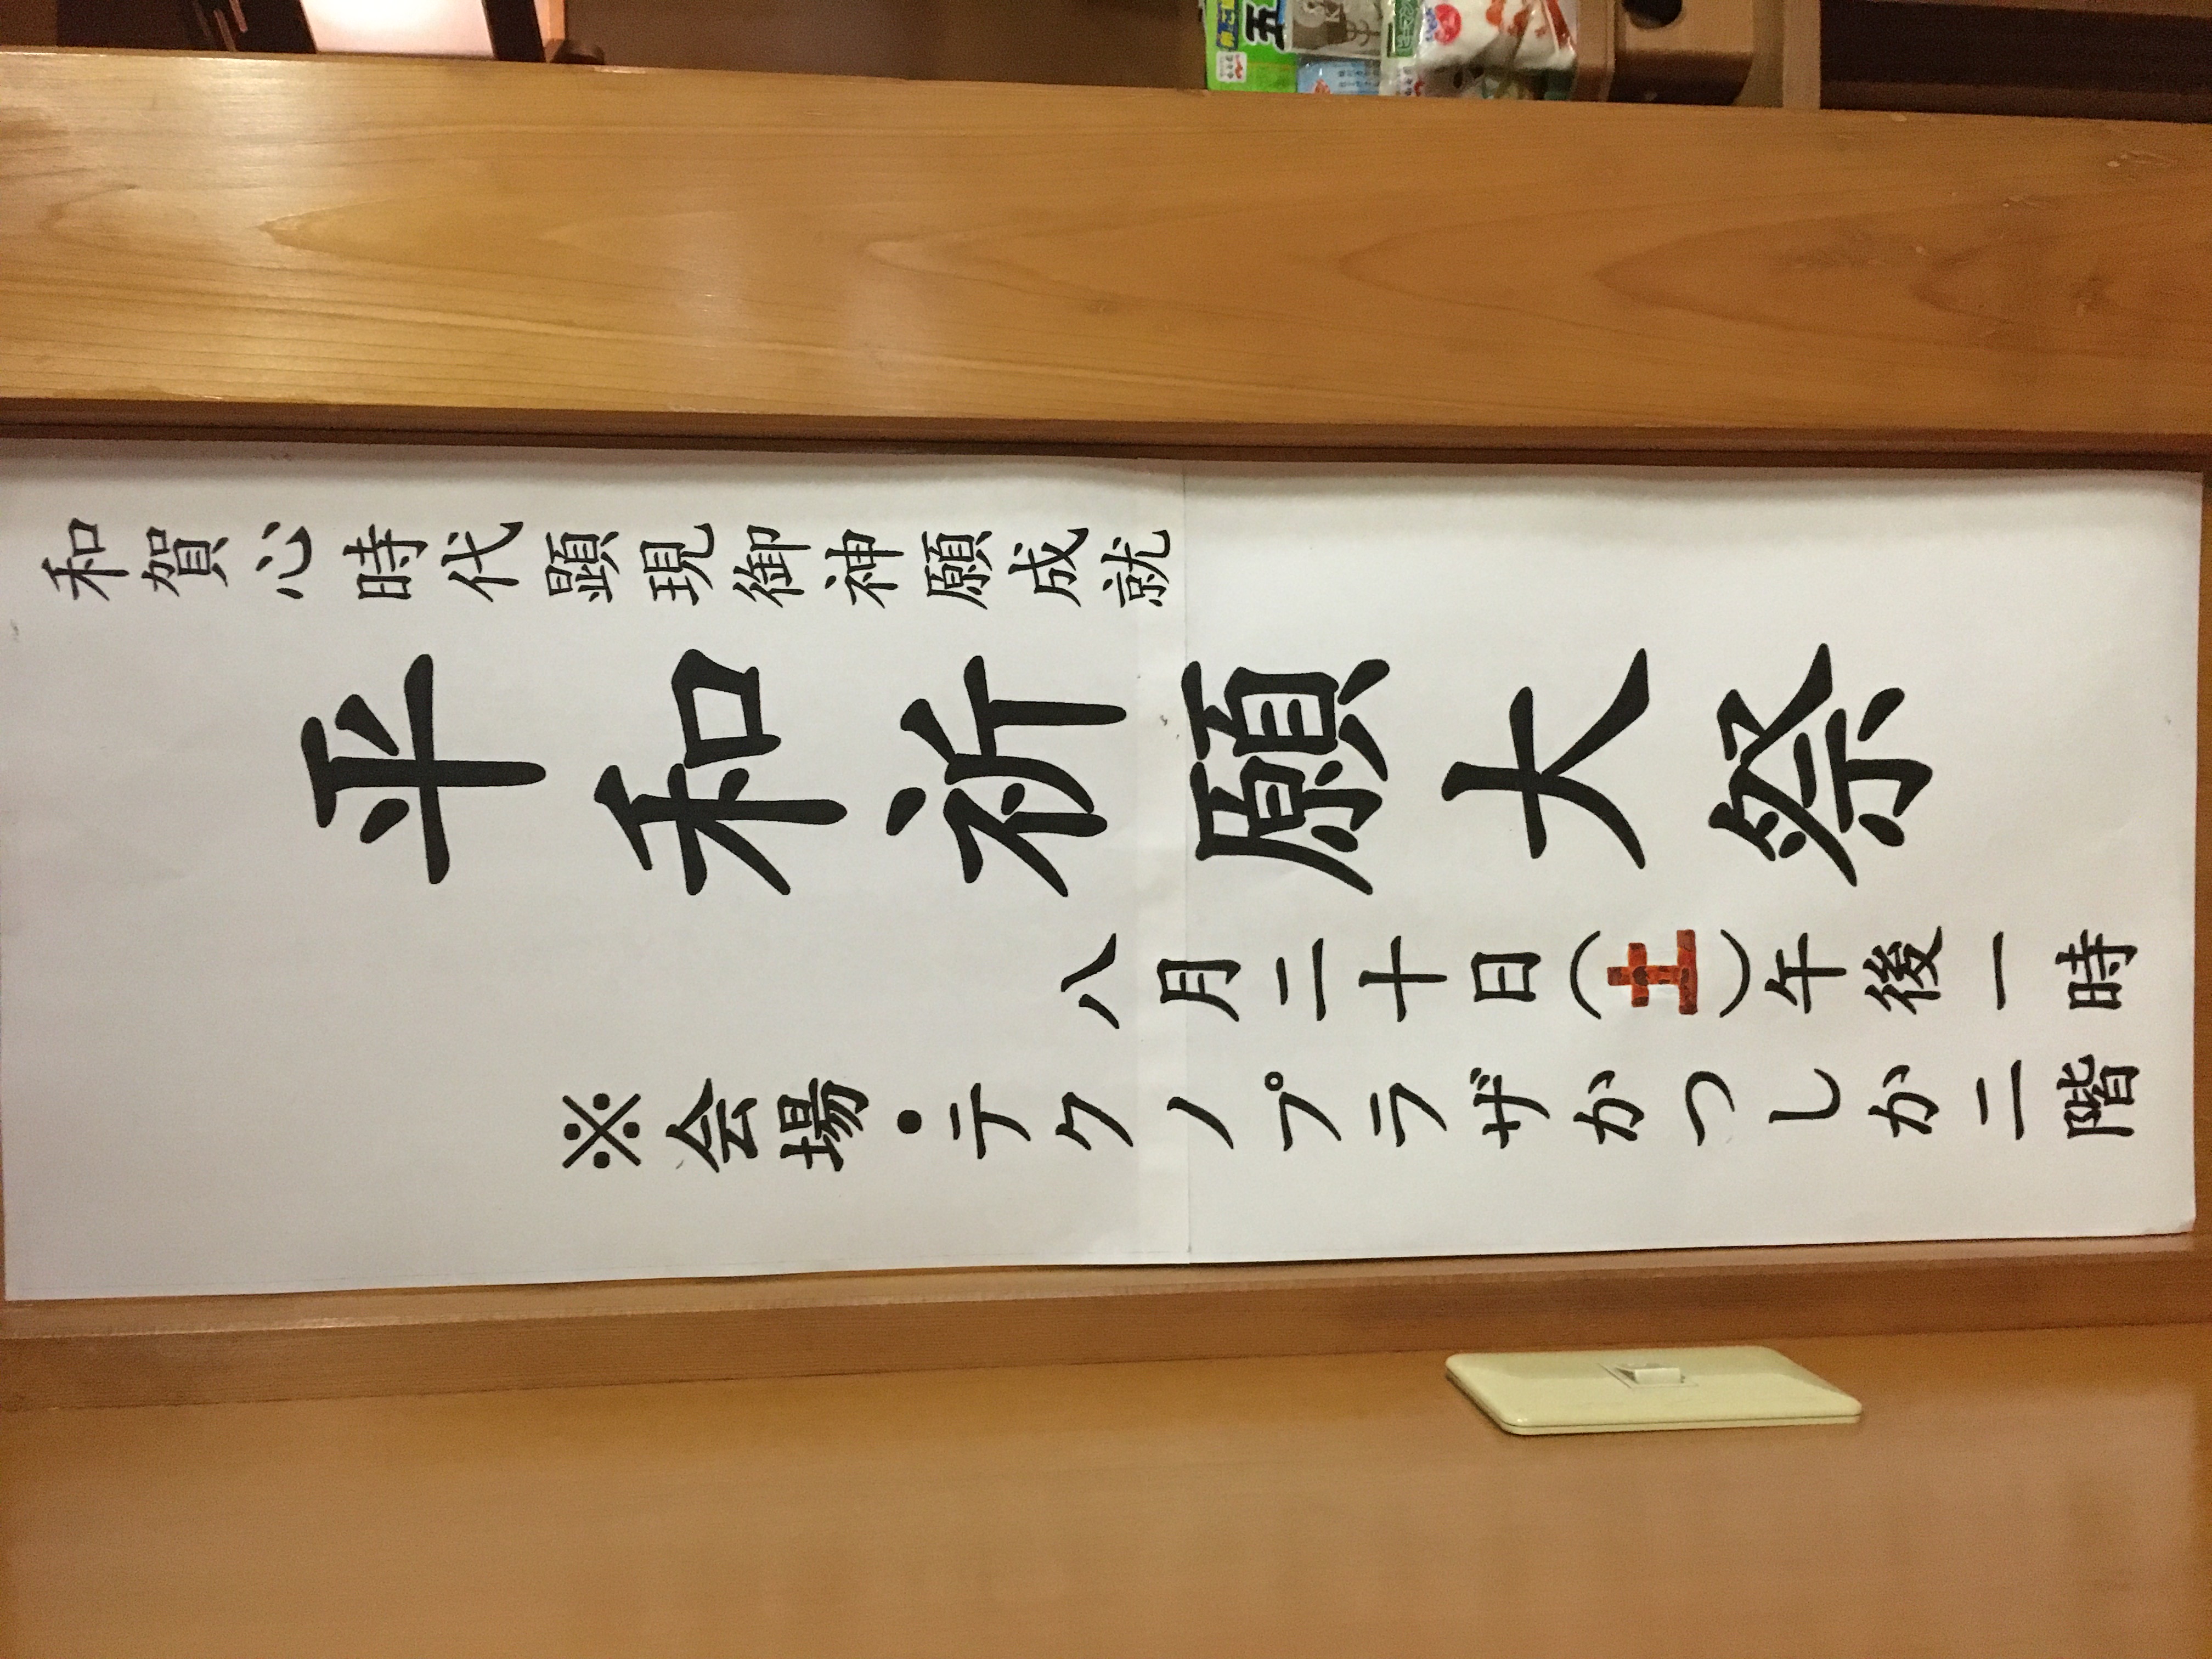 和賀心時代顕現御神願成就
平和祈願大祭
八月二十日（土）午後一時
※会場・テクノプラザかつしか二階